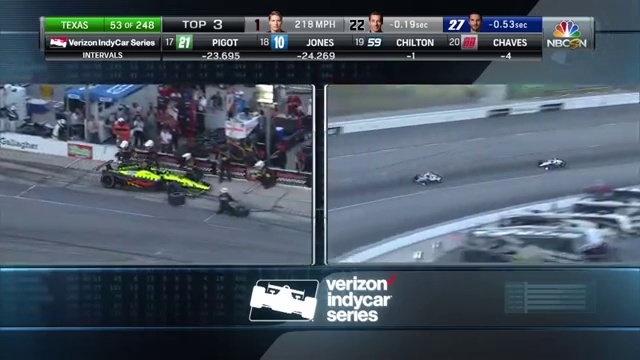 TEXAS 53 OF 248 TOP 3 1 218 MPH 22 -0.19sec 27 -0.53sec NBCSN
Verizon IndyCar Series 17 21 PIGOT 18 10 JONES 19 59 CHILTON 20 88 CHAVES
INTERVALS -23.695 -24.269 -1 -4
Gallagher
verizon
indycar
series